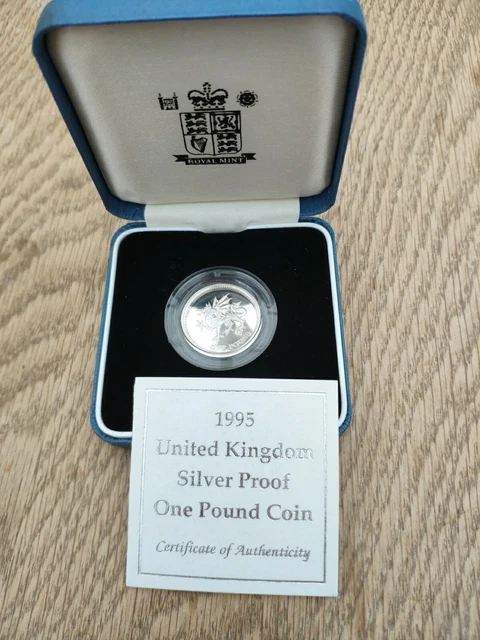 ROYAL MINT
1995
United Kingdom
Silver Proof
One Pound Coin
Certificate of Authenticity